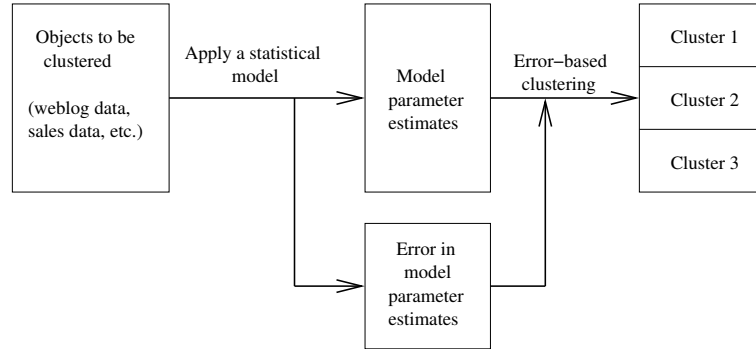 Objects to be
clustered
(weblog data,
sales data, etc.)
Apply a statistical
model
Model
parameter
estimates
Error−based
clustering
Cluster 1
Cluster 2
Cluster 3
Error in
model
parameter
estimates